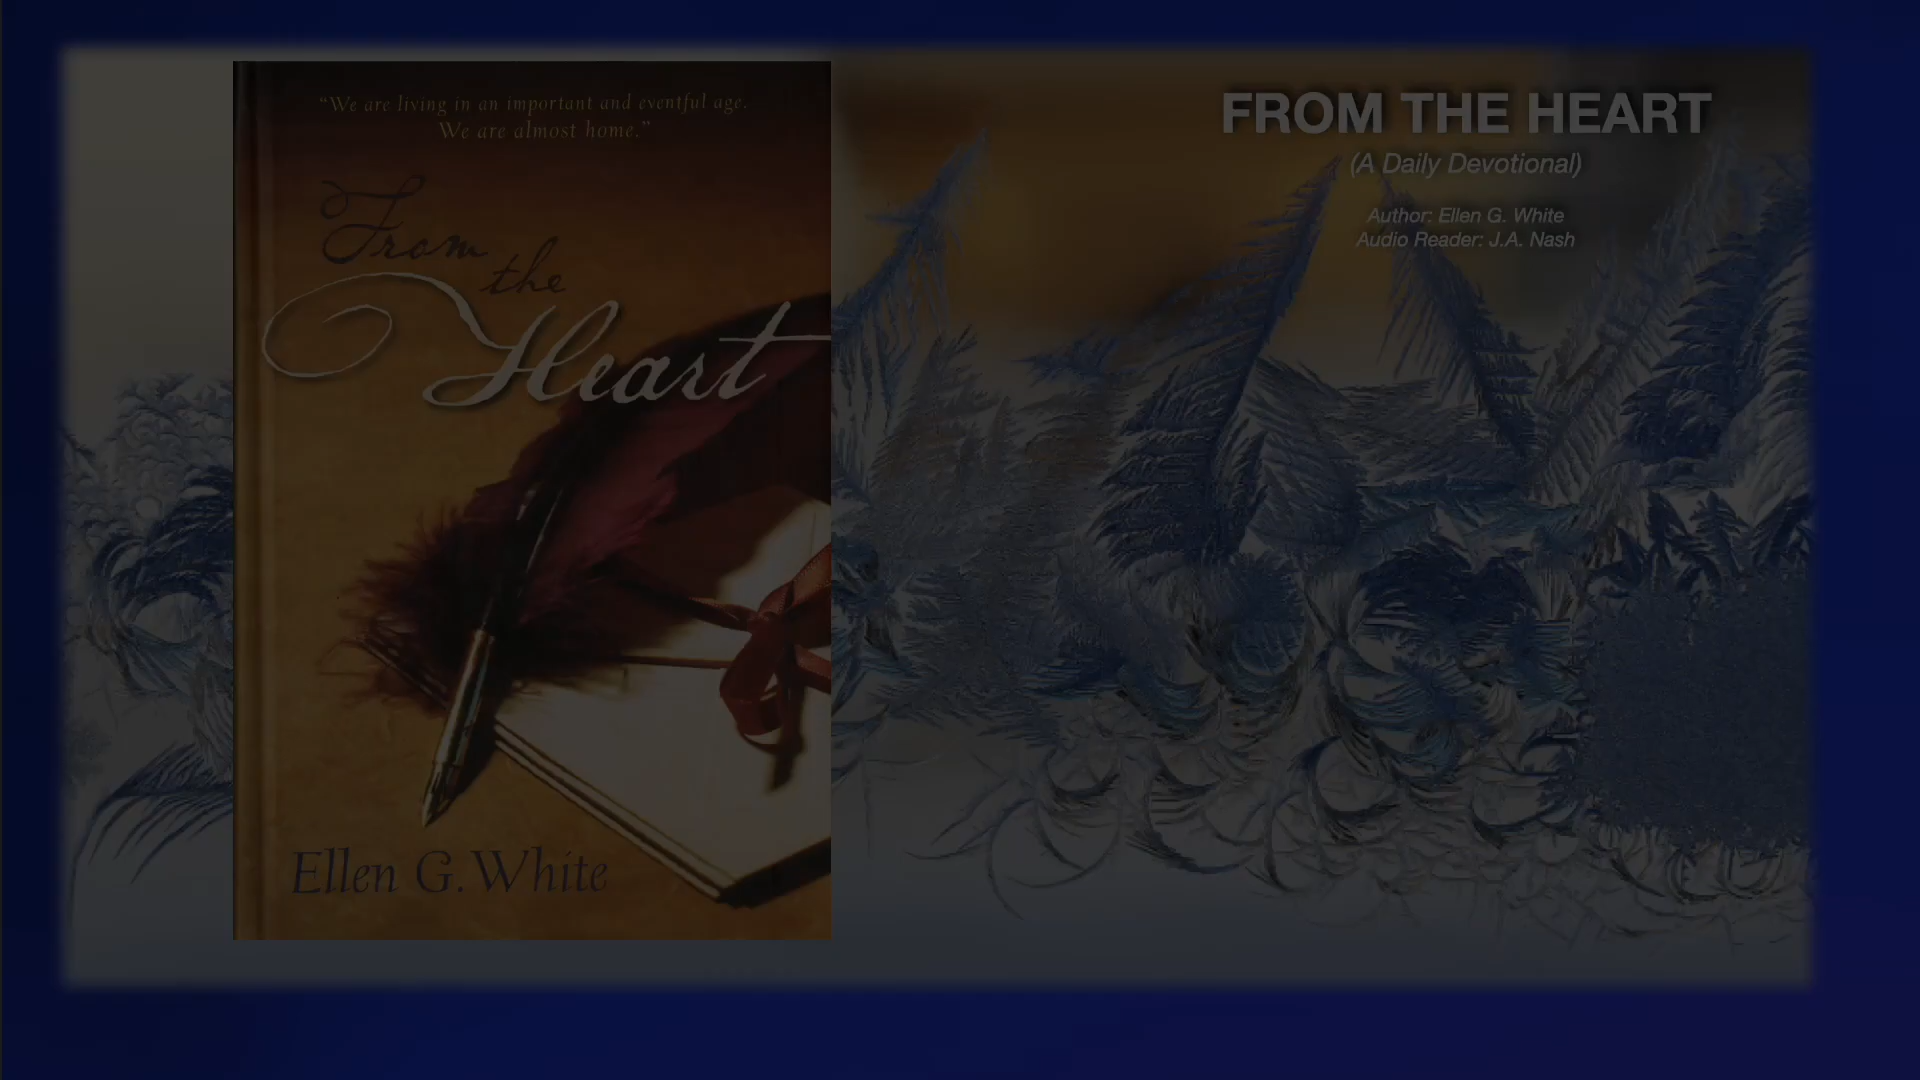 “We are living in an important and eventful age.
We are almost home.”
From
the
Heart
Ellen G. White
FROM THE HEART
(A Daily Devotional)
Author: Ellen G. White
Audio Reader: J.A. Nash